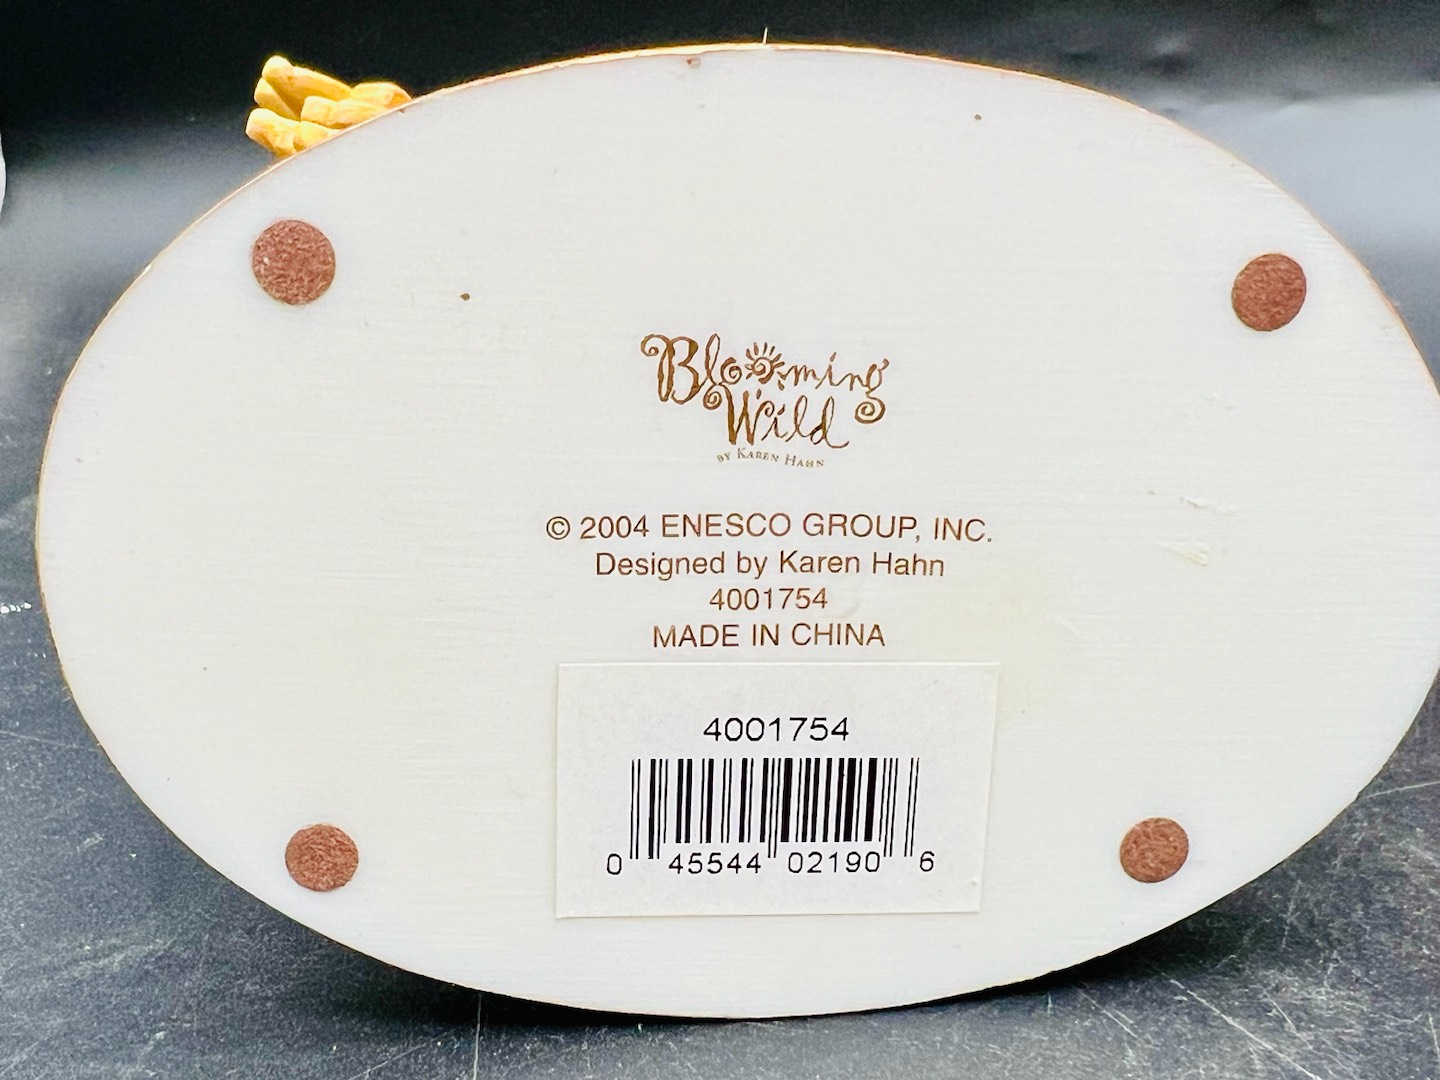 Blooming
Wild
BY KAREN HAHN
© 2004 ENESCO GROUP, INC.
Designed by Karen Hahn
4001754
MADE IN CHINA
4001754
0 45544 02190 6